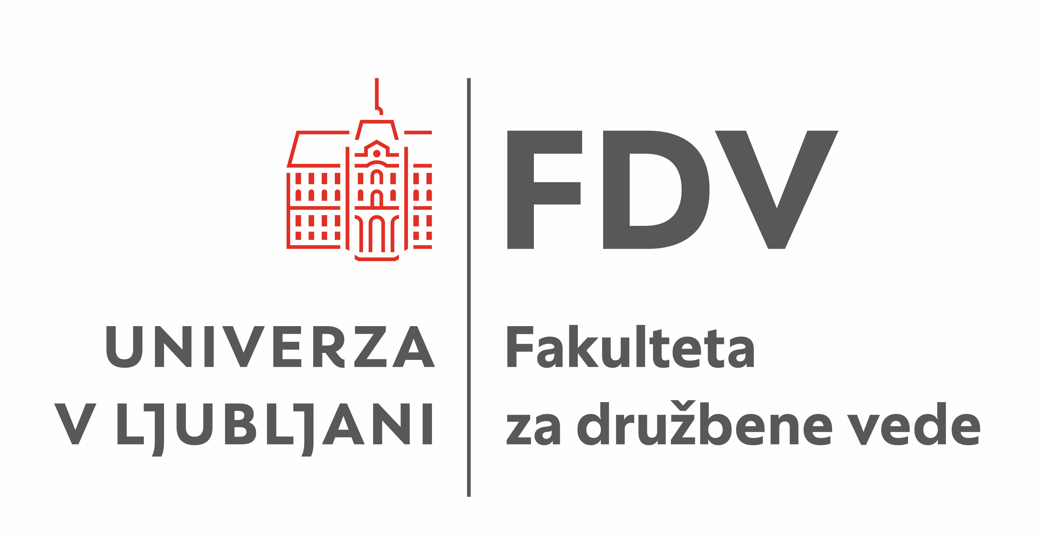 UNIVERZA
V LJUBLJANI
FDV
Fakulteta
za družbene vede